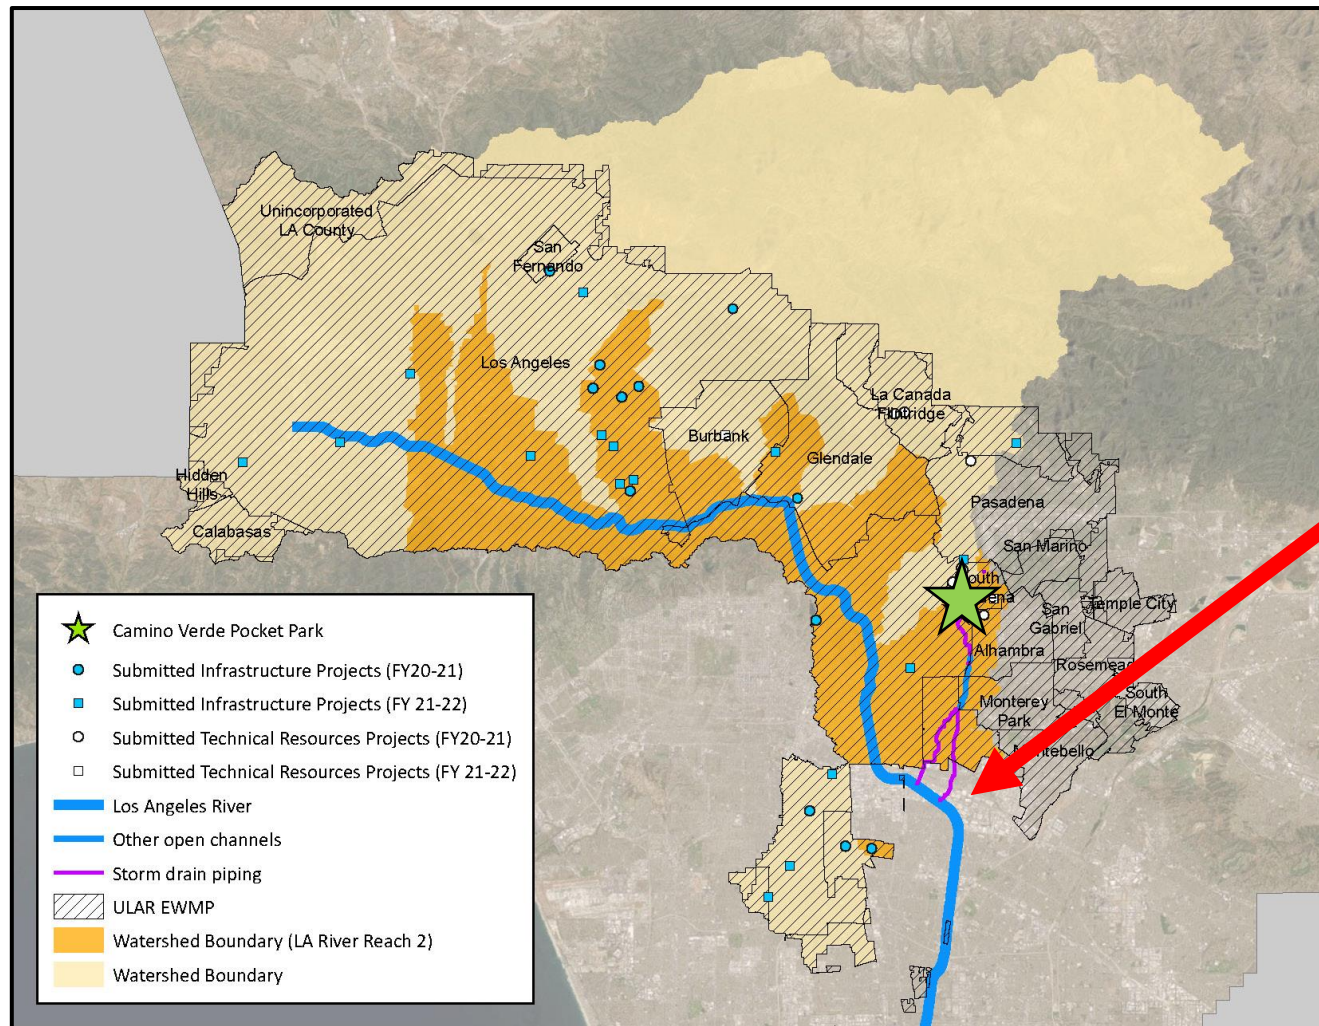 Unincorporated
LA County
San
Fernando
Los Angeles
La Canada
Flintridge
Burbank
Glendale
Hidden
Hills
Pasadena
Calabasas
San Marino
South
Temple City
San
Gabriel
Alhambra
Rosemead
South
El Monte
Monterey
Park
Montebello
Camino Verde Pocket Park
Submitted Infrastructure Projects (FY20-21)
Submitted Infrastructure Projects (FY 21-22)
Submitted Technical Resources Projects (FY20-21)
Submitted Technical Resources Projects (FY 21-22)
Los Angeles River
Other open channels
Storm drain piping
ULAR EWMP
Watershed Boundary (LA River Reach 2)
Watershed Boundary